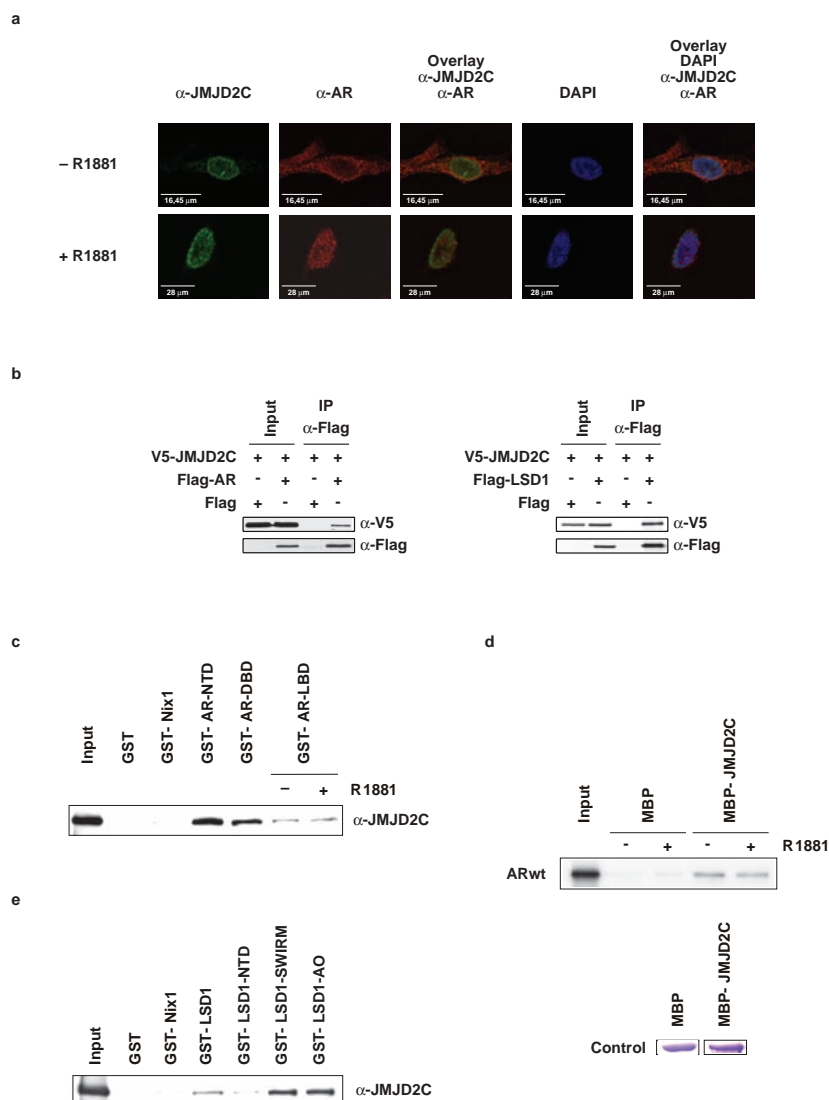 a
α-JMJD2C
α-AR
Overlay
α-JMJD2C
α-AR
DAPI
Overlay
DAPI
α-JMJD2C
α-AR
– R1881
16,45 µm
16,45 µm
16,45 µm
16,45 µm
16,45 µm
+ R1881
28 µm
28 µm
28 µm
28 µm
28 µm
b
Input
IP
α-Flag
V5-JMJD2C + + + +
Flag-AR - + - +
Flag + - + -
α-V5
α-Flag
Input
IP
α-Flag
V5-JMJD2C + + + +
Flag-LSD1 - + - +
Flag + - + -
α-V5
α-Flag
c
Input
GST
GST- Nix1
GST- AR-NTD
GST- AR-DBD
GST- AR-LBD
– + R1881
α-JMJD2C
d
Input
MBP
MBP- JMJD2C
- + - + R1881
ARwt
MBP
MBP- JMJD2C
Control
e
Input
GST
GST- Nix1
GST- LSD1
GST- LSD1-NTD
GST- LSD1-SWIRM
GST- LSD1-AO
α-JMJD2C